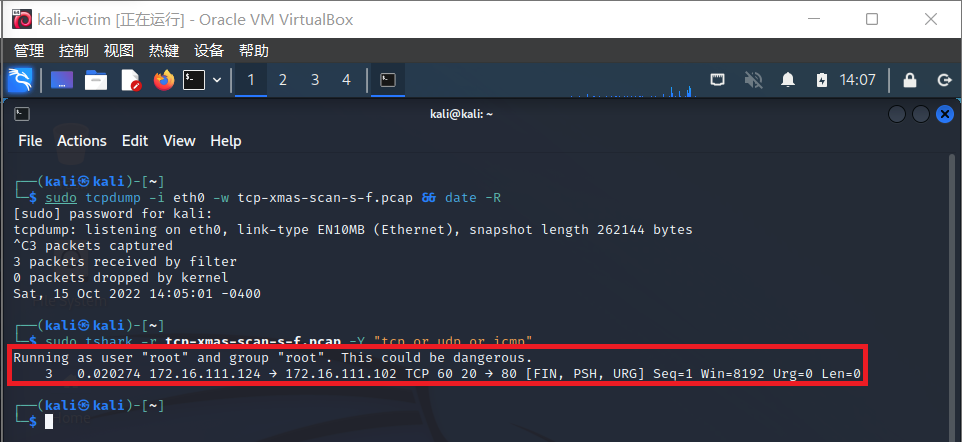 kali-victim [正在运行] - Oracle VM VirtualBox
管理 控制 视图 热键 设备 帮助
1 2 3 4 14:07
kali@kali: ~
File Actions Edit View Help
┌──(kali㉿kali)-[~]
└─$ sudo tcpdump -i eth0 -w tcp-xmas-scan-s-f.pcap && date -R
[sudo] password for kali:
tcpdump: listening on eth0, link-type EN10MB (Ethernet), snapshot length 262144 bytes
^C3 packets captured
3 packets received by filter
0 packets dropped by kernel
Sat, 15 Oct 2022 14:05:01 -0400
┌──(kali㉿kali)-[~]
└─$ sudo tshark -r tcp-xmas-scan-s-f.pcap -Y "tcp or udp or icmp"
Running as user "root" and group "root". This could be dangerous.
3 0.020274 172.16.111.124 → 172.16.111.102 TCP 60 20 → 80 [FIN, PSH, URG] Seq=1 Win=8192 Urg=0 Len=0
┌──(kali㉿kali)-[~]
└─$